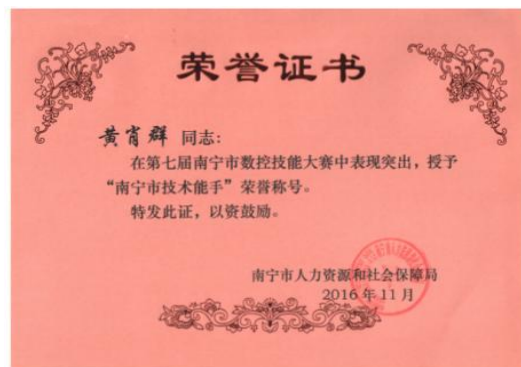 荣誉证书
黄肖群 同志：
在第七届南宁市数控技能大赛中表现突出，授予
“南宁市技术能手”荣誉称号。
特发此证，以资鼓励。
南宁市人力资源和社会保障局
2016年11月